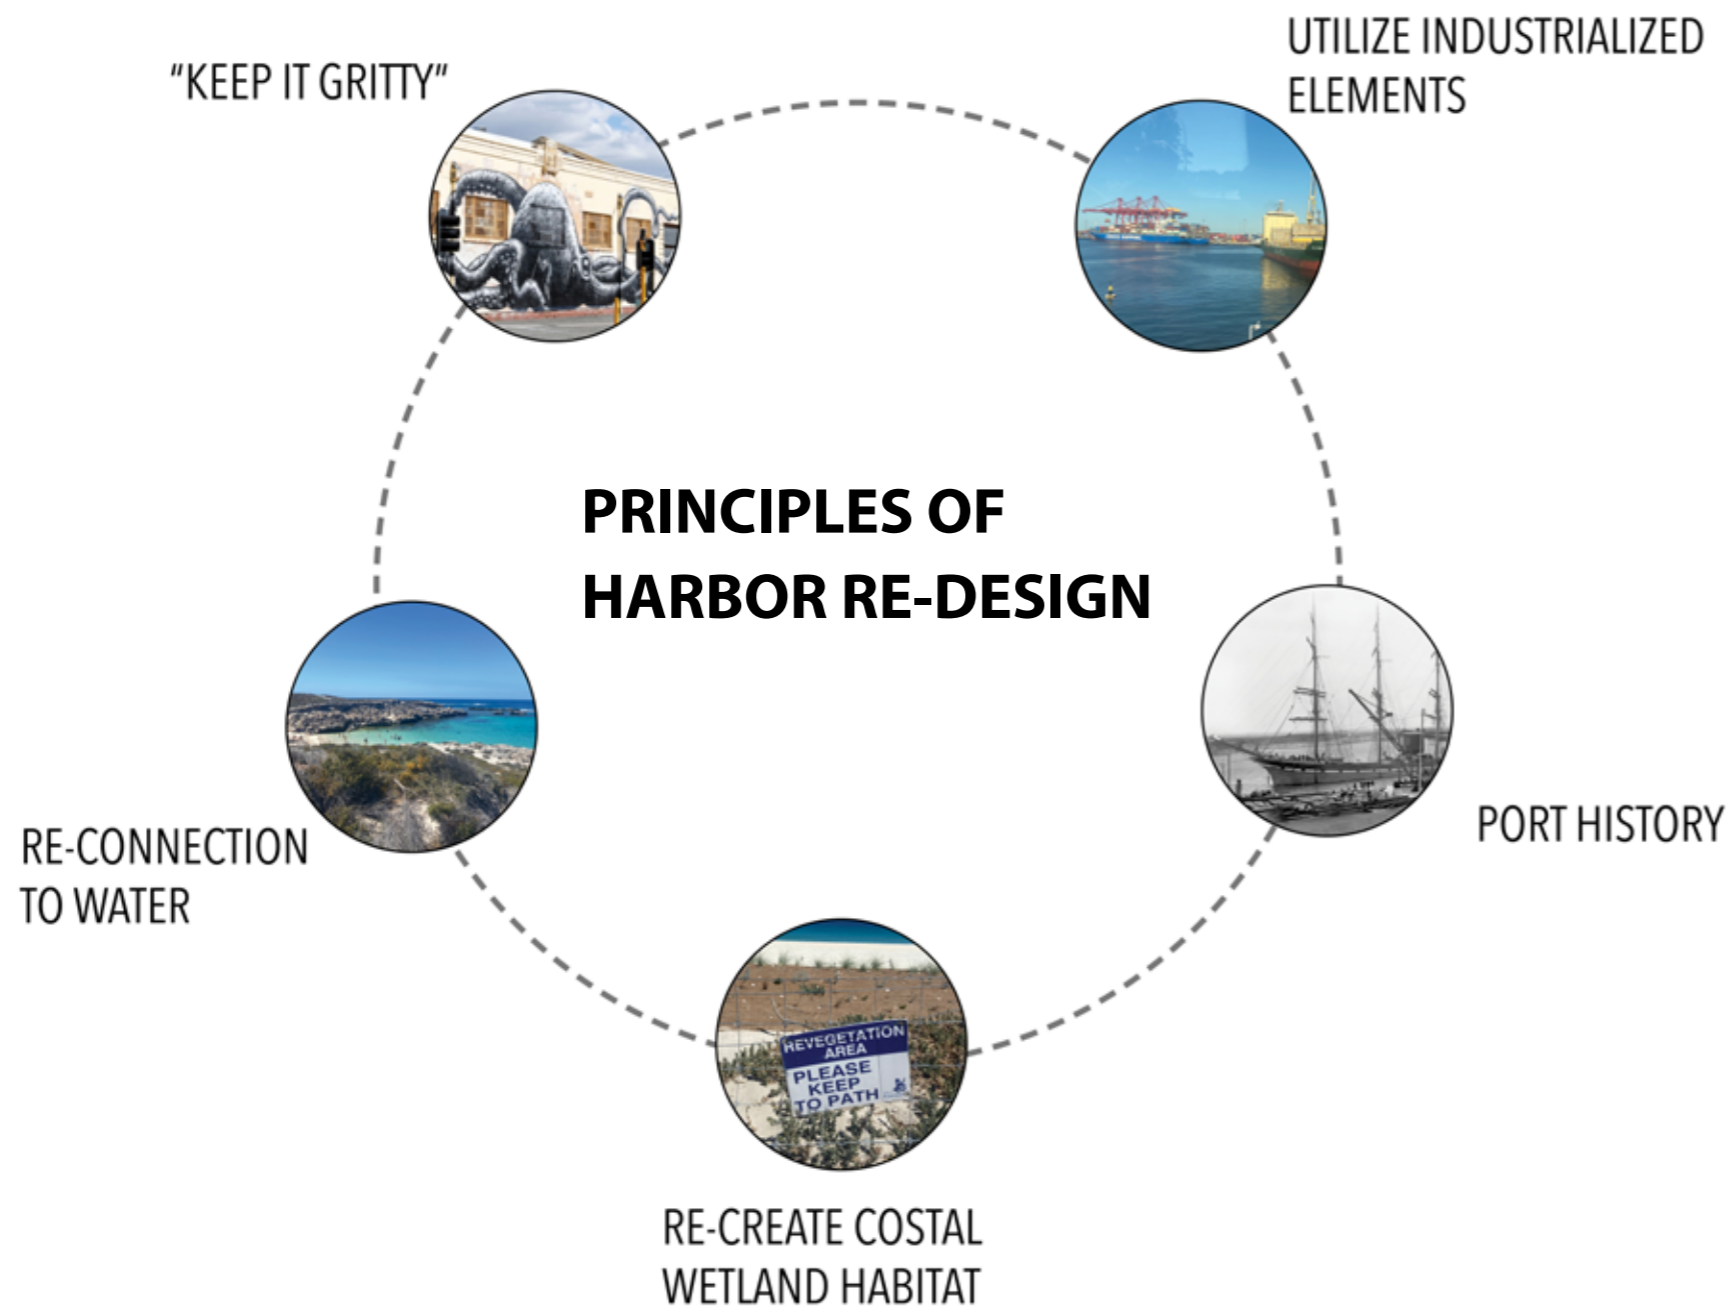 "KEEP IT GRITTY"
UTILIZE INDUSTRIALIZED
ELEMENTS
PRINCIPLES OF
HARBOR RE-DESIGN
PORT HISTORY
RE-CONNECTION
TO WATER
REVEGETATION
AREA
PLEASE
KEEP
TO PATH
RE-CREATE COSTAL
WETLAND HABITAT